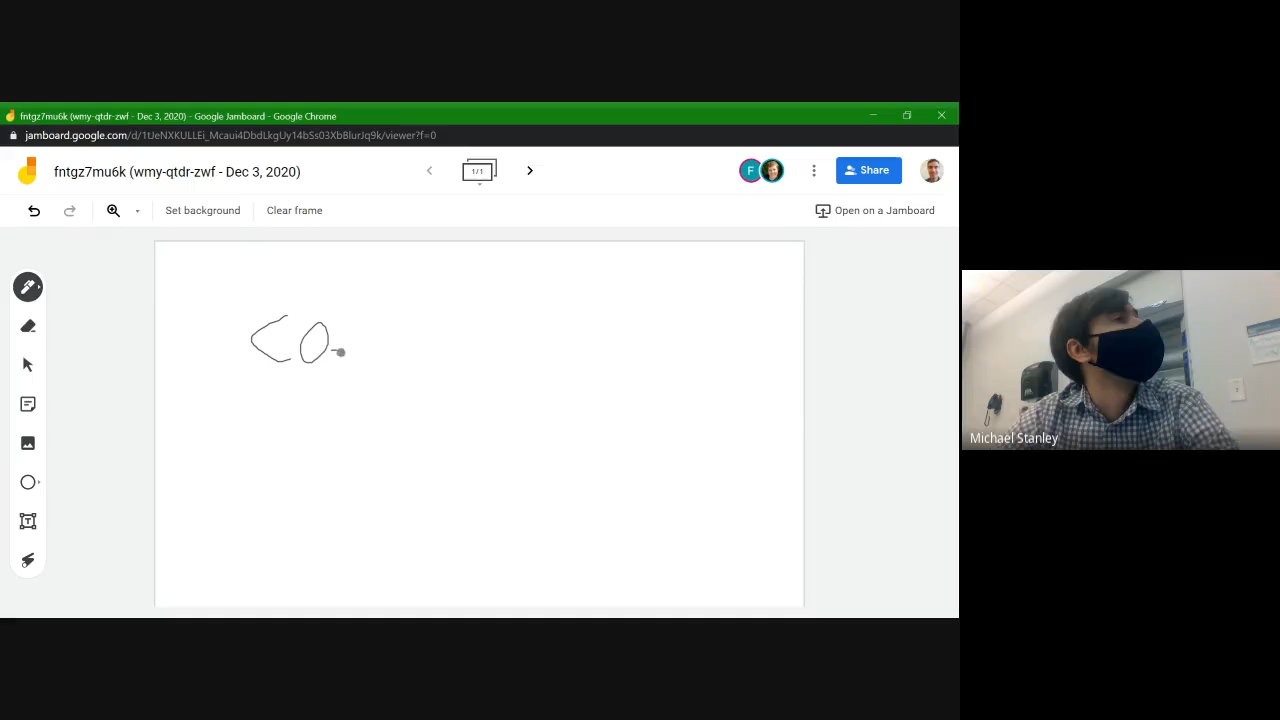 fntgz7mu6k (wmy-qtdr-zwf - Dec 3, 2020) - Google Jamboard - Google Chrome
jamboard.google.com/d/1tJeNXKULLEi_Mcaui4DbdLkgUy14bSs03XbBlurJq9k/viewer?f=0
fntgz7mu6k (wmy-qtdr-zwf - Dec 3, 2020)
1/1
F
Share
Set background
Clear frame
Open on a Jamboard
CO
T
Michael Stanley